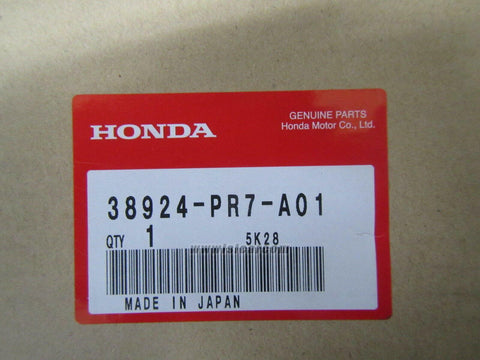 GENUINE PARTS
HONDA
Honda Motor Co., Ltd.
38924-PR7-A01
QTY 1 5K28
MADE IN JAPAN